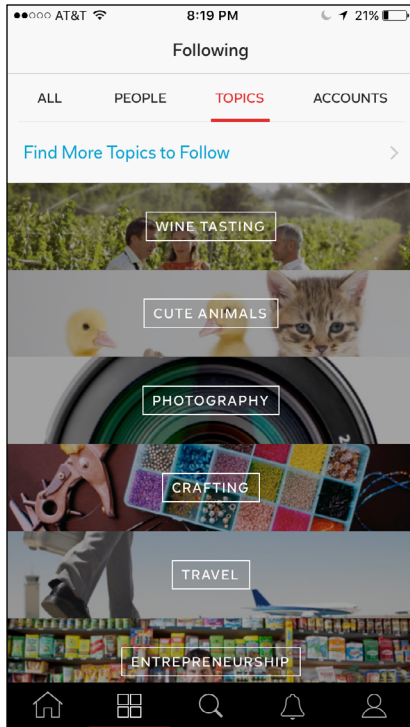 AT&T 8:19 PM 21%
Following
ALL PEOPLE TOPICS ACCOUNTS
Find More Topics to Follow
WINE TASTING
CUTE ANIMALS
PHOTOGRAPHY
CRAFTING
TRAVEL
ENTREPRENEURSHIP